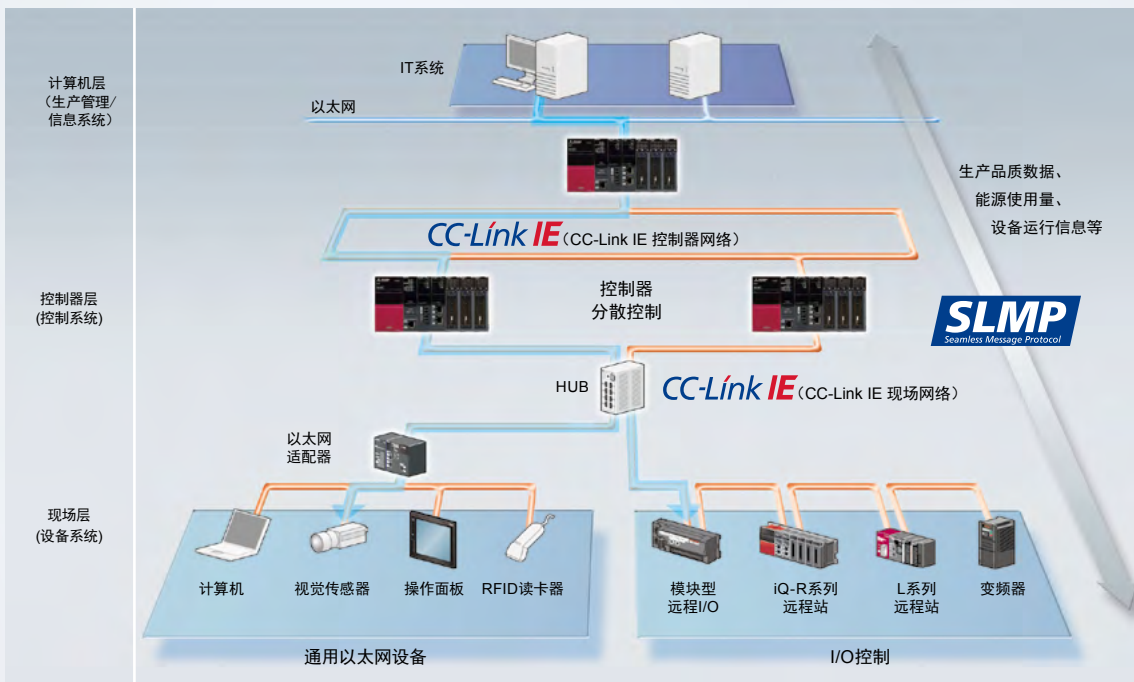 计算机层
（生产管理/
信息系统）
IT系统
以太网
生产品质数据、
能源使用量、
设备运行信息等
CC-Link IE（CC-Link IE 控制器网络）
控制器层
(控制系统)
控制器
分散控制
SLMP
Seamless Message Protocol
HUB
CC-Link IE（CC-Link IE 现场网络）
以太网
适配器
现场层
(设备系统)
计算机
视觉传感器
操作面板
RFID读卡器
模块型
远程I/O
iQ-R系列
远程站
L系列
远程站
变频器
通用以太网设备
I/O控制